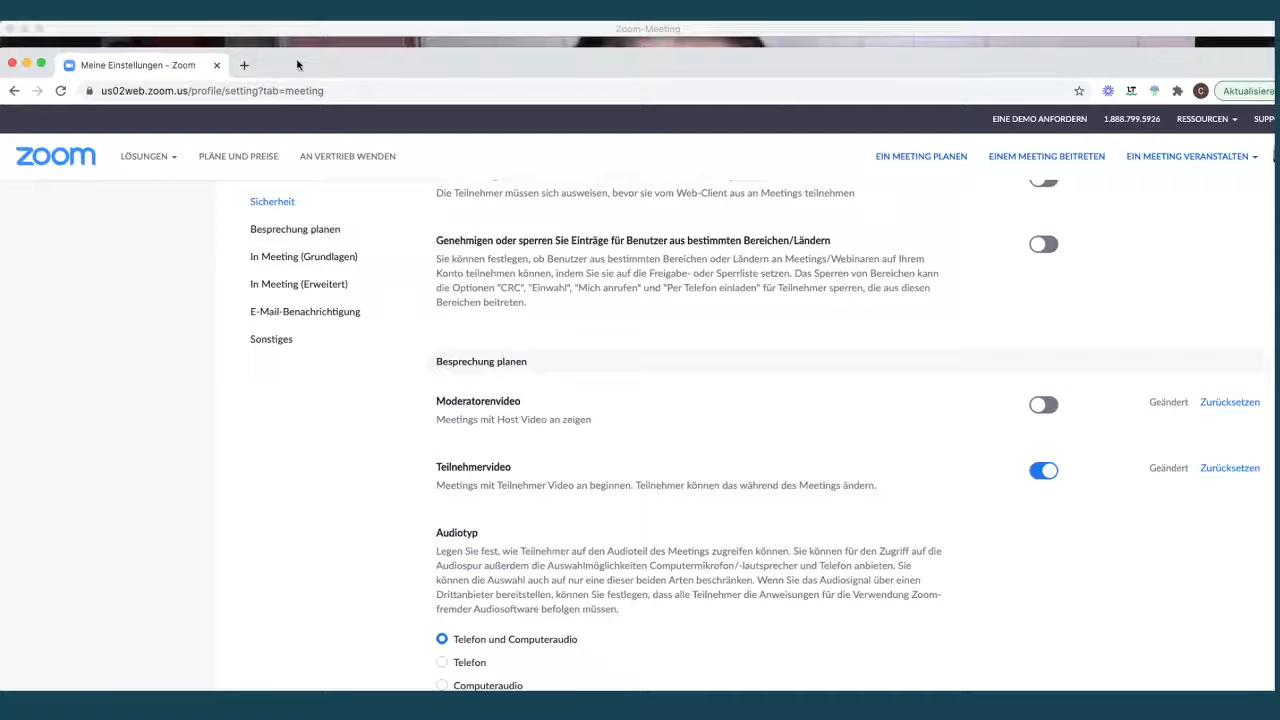 Zoom-Meeting
Meine Einstellungen - Zoom
us02web.zoom.us/profile/setting?tab=meeting
LT
C
Aktualisiere
EINE DEMO ANFORDERN
1.888.799.5926
RESSOURCEN
SUPP
zoom
LÖSUNGEN
PLÄNE UND PREISE
AN VERTRIEB WENDEN
EIN MEETING PLANEN
EINEM MEETING BEITRETEN
EIN MEETING VERANSTALTEN
Sicherheit
Besprechung planen
In Meeting (Grundlagen)
In Meeting (Erweitert)
E-Mail-Benachrichtigung
Sonstiges
Die Teilnehmer müssen sich ausweisen, bevor sie vom Web-Client aus an Meetings teilnehmen
Genehmigen oder sperren Sie Einträge für Benutzer aus bestimmten Bereichen/Ländern
Sie können festlegen, ob Benutzer aus bestimmten Bereichen oder Ländern an Meetings/Webinaren auf Ihrem
Konto teilnehmen können, indem Sie sie auf die Freigabe- oder Sperrliste setzen. Das Sperren von Bereichen kann
die Optionen "CRC", "Einwahl", "Mich anrufen" und "Per Telefon einladen" für Teilnehmer sperren, die aus diesen
Bereichen beitreten.
Besprechung planen
Moderatorenvideo
Geändert Zurücksetzen
Meetings mit Host Video an zeigen
Teilnehmervideo
Geändert Zurücksetzen
Meetings mit Teilnehmer Video an beginnen. Teilnehmer können das während des Meetings ändern.
Audiotyp
Legen Sie fest, wie Teilnehmer auf den Audioteil des Meetings zugreifen können. Sie können für den Zugriff auf die
Audiospur außerdem die Auswahlmöglichkeiten Computermikrofon/-lautsprecher und Telefon anbieten. Sie
können die Auswahl auch auf nur eine dieser beiden Arten beschränken. Wenn Sie das Audiosignal über einen
Drittanbieter bereitstellen, können Sie festlegen, dass alle Teilnehmer die Anweisungen für die Verwendung Zoom-
fremder Audiosoftware befolgen müssen.
Telefon und Computeraudio
Telefon
Computeraudio